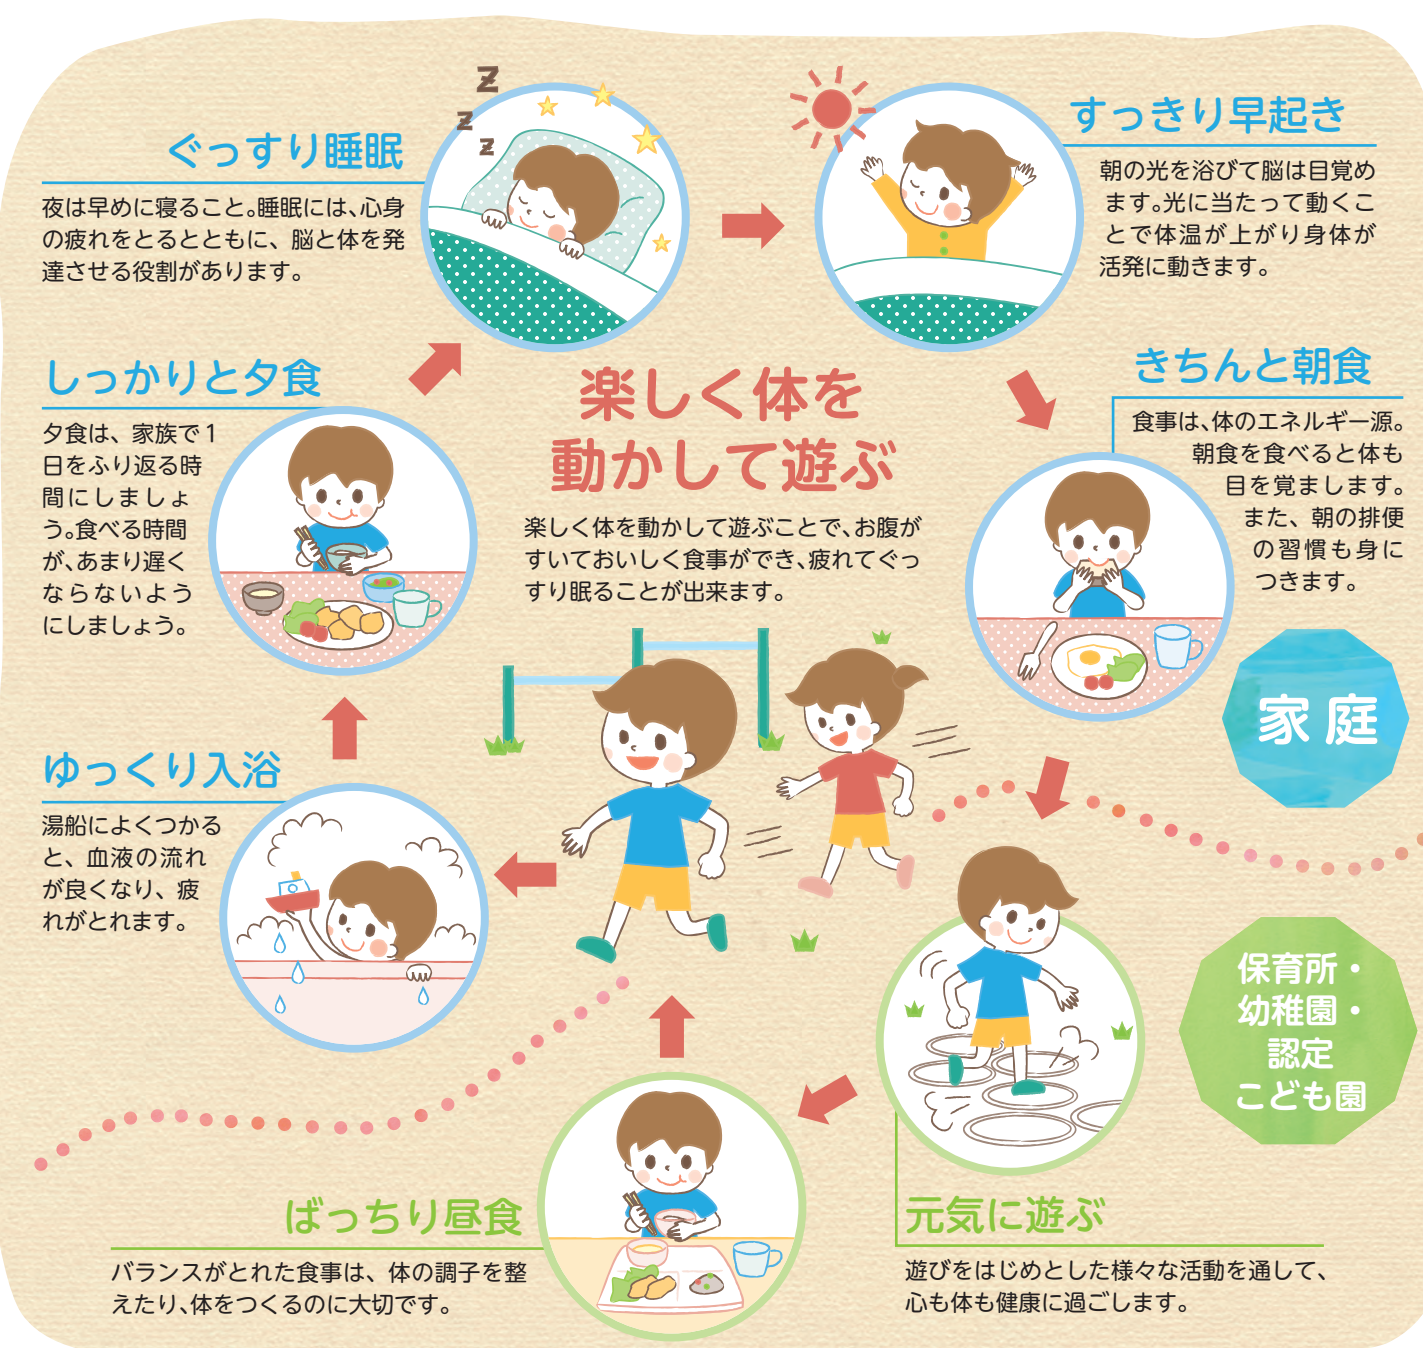 ぐっすり睡眠
夜は早めに寝ること。睡眠には、心身
の疲れをとるとともに、脳と体を発
達させる役割があります。
Z
Z
Z
すっきり早起き
朝の光を浴びて脳は目覚め
ます。光に当たって動くこ
とで体温が上がり身体が
活発に動きます。
きちんと朝食
食事は、体のエネルギー源。
朝食を食べると体も
目を覚まします。
また、朝の排便
の習慣も身に
つきます。
しっかりと夕食
夕食は、家族で1
日をふり返る時
間にしましょ
う。食べる時間
が、あまり遅く
ならないよう
にしましょう。
楽しく体を
動かして遊ぶ
楽しく体を動かして遊ぶことで、お腹が
すいておいしく食事ができ、疲れてぐっ
すり眠ることが出来ます。
家庭
ゆっくり入浴
湯船によくつかる
と、血液の流れ
が良くなり、疲
れがとれます。
保育所・
幼稚園・
認定
こども園
元気に遊ぶ
遊びをはじめとした様々な活動を通して、
心も体も健康に過ごします。
ばっちり昼食
バランスがとれた食事は、体の調子を整
えたり、体をつくるのに大切です。